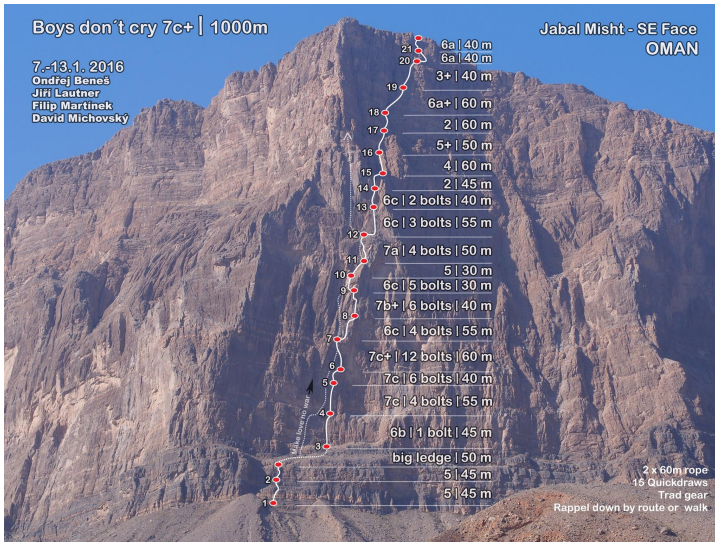 Boys don´t cry 7c+ | 1000m
7.-13.1. 2016
Ondřej Beneš
Jiří Lautner
Filip Martínek
David Michovský
Jabal Misht - SE Face
OMAN
21
6a | 40 m
20
6a | 40 m
3+ | 40 m
19
6a+ | 60 m
18
2 | 60 m
17
5+ | 50 m
16
4 | 60 m
15
2 | 45 m
14
6c | 2 bolts | 40 m
13
6c | 3 bolts | 55 m
12
7a | 4 bolts | 50 m
11
5 | 30 m
10
6c | 5 bolts | 30 m
9
7b+ | 6 bolts | 40 m
8
6c | 4 bolts | 55 m
7
7c+ | 12 bolts | 60 m
6
7c | 6 bolts | 40 m
5
7c | 4 bolts | 55 m
4
Make love no war
6b | 1 bolt | 45 m
3
big ledge | 50 m
2
5 | 45 m
5 | 45 m
1
2 x 60m rope
15 Quickdraws
Trad gear
Rappel down by route or walk